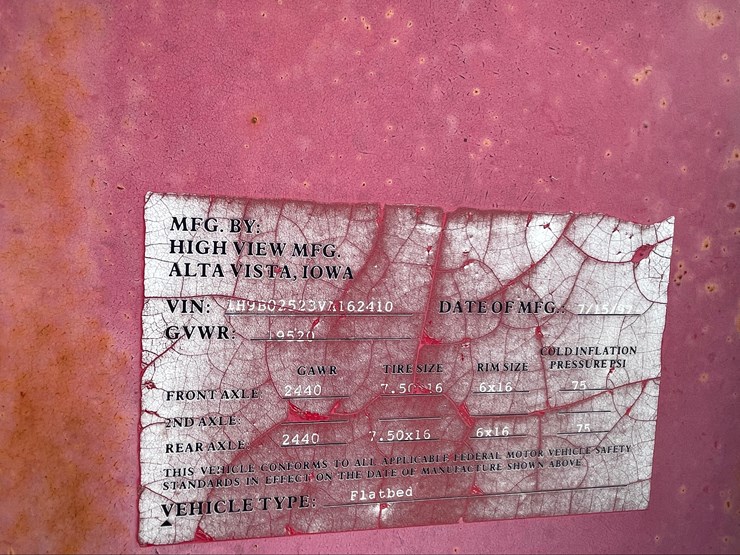 MFG. BY:
HIGH VIEW MFG.
ALTA VISTA, IOWA
VIN: 1H9B02523VA162410 DATE OF MFG.:
GVWR: 19520
GAWR TIRE SIZE RIM SIZE COLD INFLATION PRESSURE PSI
FRONT AXLE 2440 7.50x16 6x16 75
2ND AXLE:
REAR AXLE: 2440 7.50x16 6x16 75
THIS VEHICLE CONFORMS TO ALL APPLICABLE FEDERAL MOTOR VEHICLE SAFETY
STANDARDS IN EFFECT ON THE DATE OF MANUFACTURE SHOWN ABOVE
VEHICLE TYPE: Flatbed